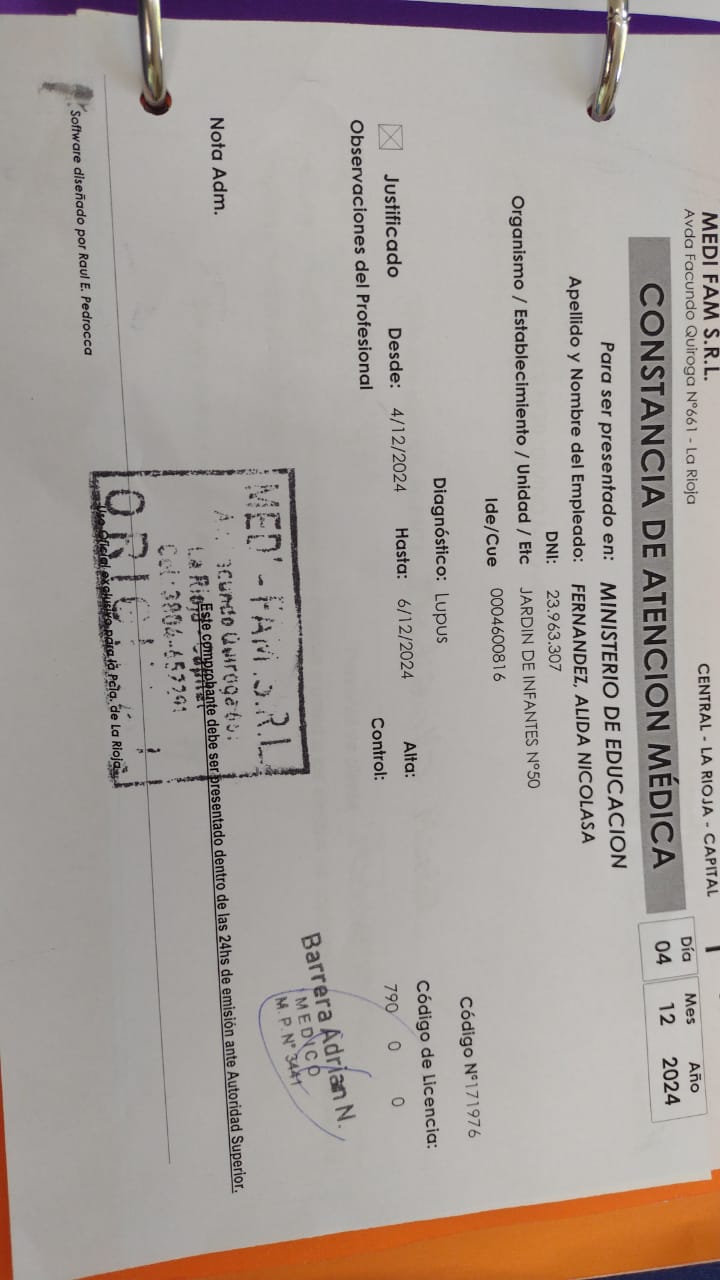 MEDI FAM S.R.L.
Avda Facundo Quiroga N°661 - La Rioja
CENTRAL - LA RIOJA - CAPITAL
CONSTANCIA DE ATENCION MÉDICA
Día Mes Año
04 12 2024
Para ser presentado en: MINISTERIO DE EDUCACION
Apellido y Nombre del Empleado: FERNANDEZ, ALIDA NICOLASA
DNI: 23.963.307
Organismo / Establecimiento / Unidad / Etc JARDIN DE INFANTES N°50
Ide/Cue 0004600816
Código N°171976
Diagnóstico: Lupus
Código de Licencia:
790 0 0
Justificado Desde: 4/12/2024 Hasta: 6/12/2024 Alta:
Control:
Observaciones del Profesional
Barrera Adrian N.
MEDICO
M.P.N° 3441
MEDI-FAM.S.R.L
La Rioja
Este comprobante debe ser presentado dentro de las 24hs de emisión ante Autoridad Superior.
Nota Adm.
Uso Oficial exclusivo para la Pcia. de La Rioja
Software diseñado por Raul E. Pedrocca